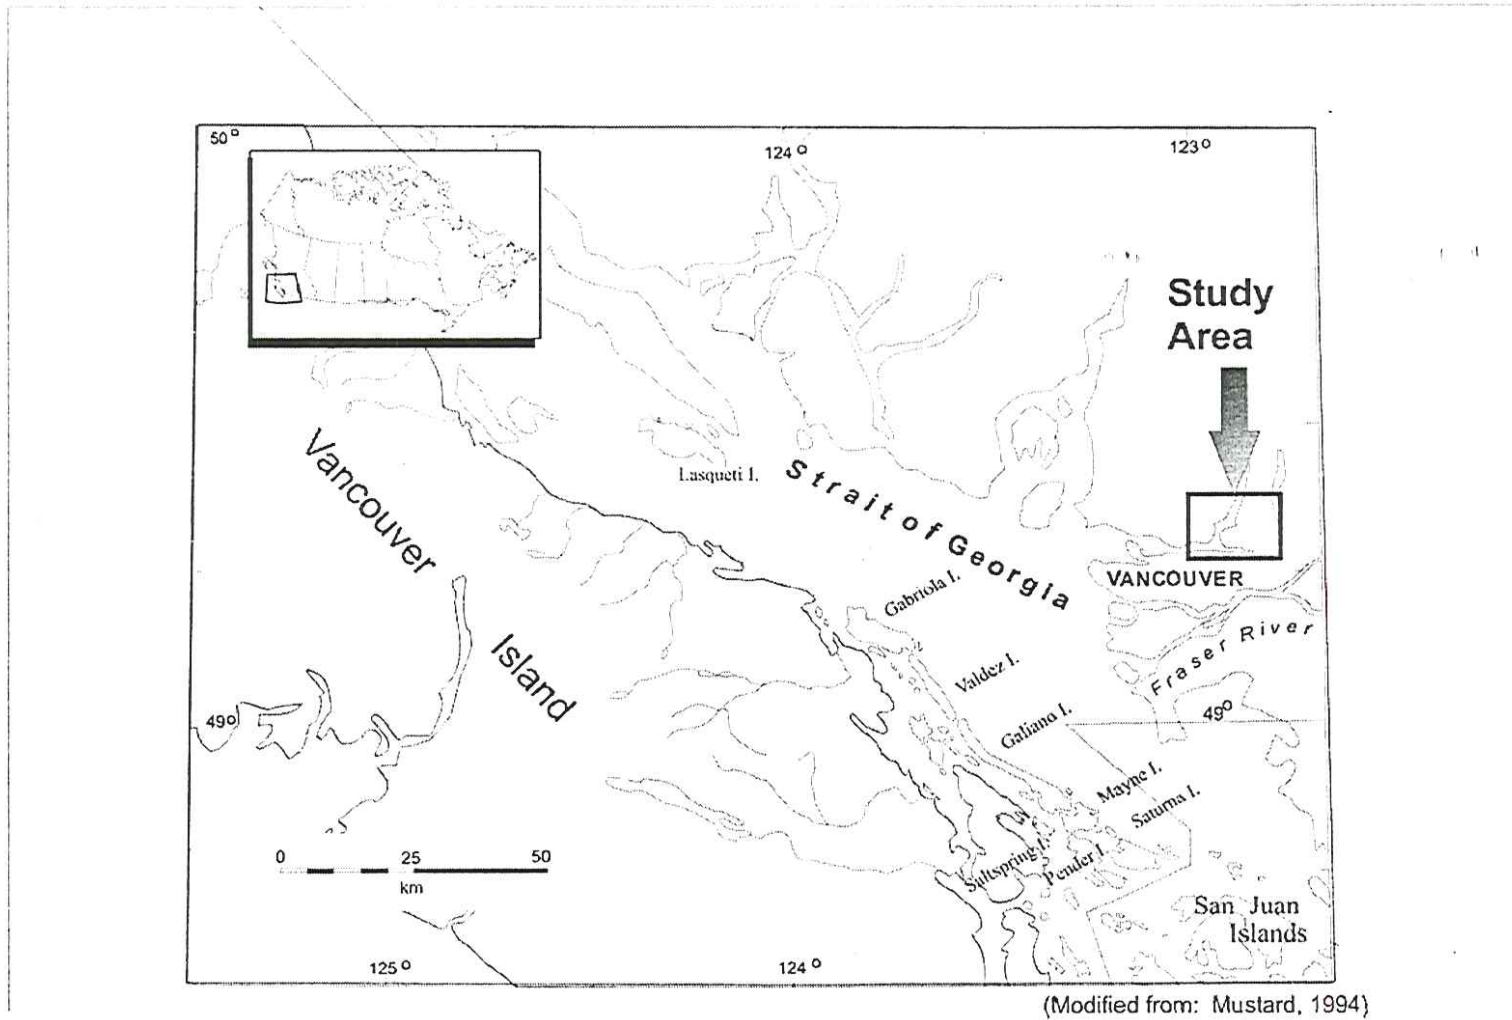 50°
124°
123°
Study
Area
Lasqueti I.
Strait of Georgia
Vancouver
Island
VANCOUVER
Gabriola I.
Fraser River
Valdez I.
49°
49°
Galiano I.
Mayne I.
Saturna I.
Saltspring I.
Pender I.
0 25 50
km
San Juan
Islands
125°
124°
(Modified from: Mustard, 1994)